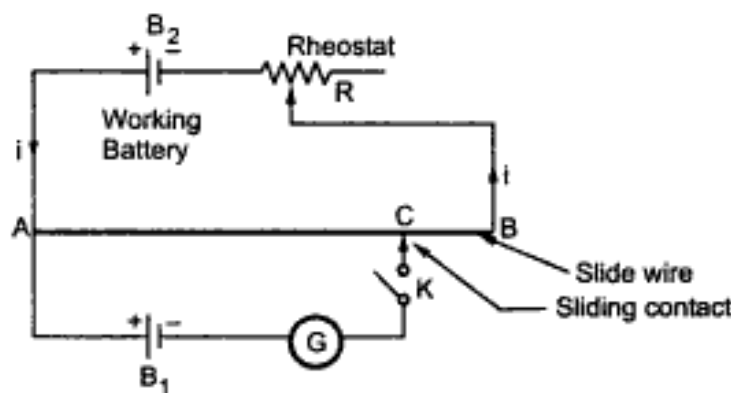 B2
+ −
Rheostat
R
Working
Battery
i
i
A
C
B
K
Slide wire
Sliding contact
+ −
G
B1